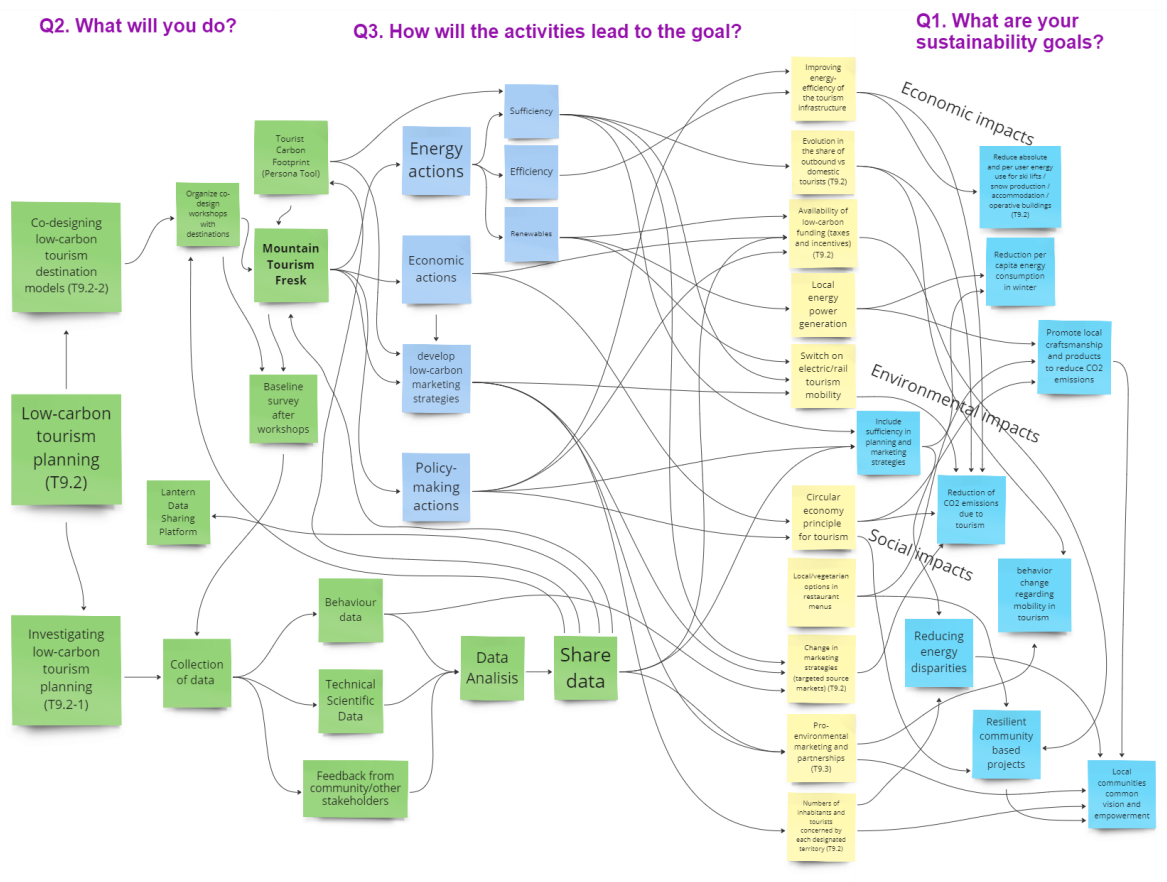 Q2. What will you do?
Q3. How will the activities lead to the goal?
Q1. What are your
sustainability goals?
Co-designing
low-carbon
tourism
destination
models (T9.2-2)
Low-carbon
tourism
planning
(T9.2)
Investigating
low-carbon
tourism
planning
(T9.2-1)
Organize co-
design
workshops
with
destinations
Tourist
Carbon
Footprint
(Persona Tool)
Mountain
Tourism
Fresk
Baseline
survey
after
workshops
Lantern
Data
Sharing
Platform
Collection
of data
Behaviour
data
Technical
Scientific
Data
Feedback from
community/other
stakeholders
Data
Analisis
Share
data
Energy
actions
Economic
actions
develop
low-carbon
marketing
strategies
Policy-
making
actions
Sufficiency
Efficiency
Renewables
Improving
energy-
efficiency of
the tourism
infrastructure
Evolution in
the share of
outbound vs
domestic
tourists (T9.2)
Availability of
low-carbon
funding (taxes
and incentives)
(T9.2)
Local
energy
power
generation
Switch on
electric/rail
tourism
mobility
Include
sufficiency in
planning and
marketing
strategies
Circular
economy
principle
for tourism
Local/vegetarian
options in
restaurant
menus
Change in
marketing
strategies
(targeted source
markets) (T9.2)
Pro-
environmental
marketing and
partnerships
(T9.3)
Numbers of
inhabitants and
tourists
concerned by
each designated
territory (T9.2)
Economic impacts
Environmental impacts
Social impacts
Reduce absolute
and per user energy
use for ski lifts /
snow production /
accommodation /
operative buildings
(T9.2)
Reduction per
capita energy
consumption
in winter
Promote local
craftsmanship
and products
to reduce CO2
emissions
Reduction of
CO2 emissions
due to
tourism
behavior
change
regarding
mobility in
tourism
Reducing
energy
disparities
Resilient
community
based
projects
Local
communities
common
vision and
empowerment